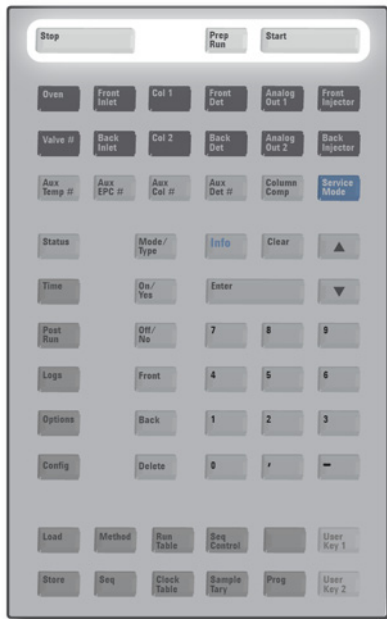 Stop Prep Run Start
Oven Front Inlet Col 1 Front Det Analog Out 1 Front Injector
Valve # Back Inlet Col 2 Back Det Analog Out 2 Back Injector
Aux Temp # Aux EPC # Aux Col # Aux Det # Column Comp Service Mode
Status Mode/ Type Info Clear ▲
Time On/ Yes Enter ▼
Post Run Off/ No 7 8 9
Logs Front 4 5 6
Options Back 1 2 3
Config Delete 0 , -
Load Method Run Table Seq Control User Key 1
Store Seq Clock Table Sample Tary Prog User Key 2